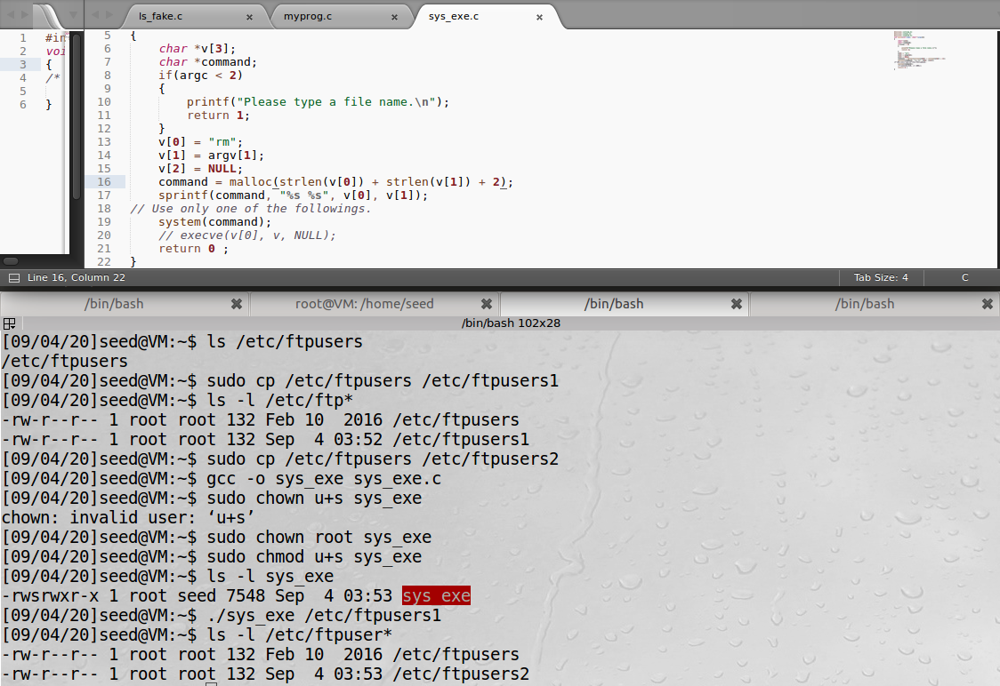 ls_fake.c × myprog.c × sys_exe.c ×
1 #in
2 voi
3 {
4 /*
5
6 }
5 {
6 char *v[3];
7 char *command;
8 if(argc < 2)
9 {
10 printf("Please type a file name.\n");
11 return 1;
12 }
13 v[0] = "rm";
14 v[1] = argv[1];
15 v[2] = NULL;
16 command = malloc(strlen(v[0]) + strlen(v[1]) + 2);
17 sprintf(command, "%s %s", v[0], v[1]);
18 // Use only one of the followings.
19 system(command);
20 // execve(v[0], v, NULL);
21 return 0 ;
22 }
Line 16, Column 22 Tab Size: 4 C
/bin/bash root@VM: /home/seed /bin/bash /bin/bash
/bin/bash 102x28
[09/04/20]seed@VM:~$ ls /etc/ftpusers
/etc/ftpusers
[09/04/20]seed@VM:~$ sudo cp /etc/ftpusers /etc/ftpusers1
[09/04/20]seed@VM:~$ ls -l /etc/ftp*
-rw-r--r-- 1 root root 132 Feb 10  2016 /etc/ftpusers
-rw-r--r-- 1 root root 132 Sep  4 03:52 /etc/ftpusers1
[09/04/20]seed@VM:~$ sudo cp /etc/ftpusers /etc/ftpusers2
[09/04/20]seed@VM:~$ gcc -o sys_exe sys_exe.c
[09/04/20]seed@VM:~$ sudo chown u+s sys_exe
chown: invalid user: ‘u+s’
[09/04/20]seed@VM:~$ sudo chown root sys_exe
[09/04/20]seed@VM:~$ sudo chmod u+s sys_exe
[09/04/20]seed@VM:~$ ls -l sys_exe
-rwsrwxr-x 1 root seed 7548 Sep  4 03:53 sys_exe
[09/04/20]seed@VM:~$ ./sys_exe /etc/ftpusers1
[09/04/20]seed@VM:~$ ls -l /etc/ftpuser*
-rw-r--r-- 1 root root 132 Feb 10  2016 /etc/ftpusers
-rw-r--r-- 1 root root 132 Sep  4 03:53 /etc/ftpusers2